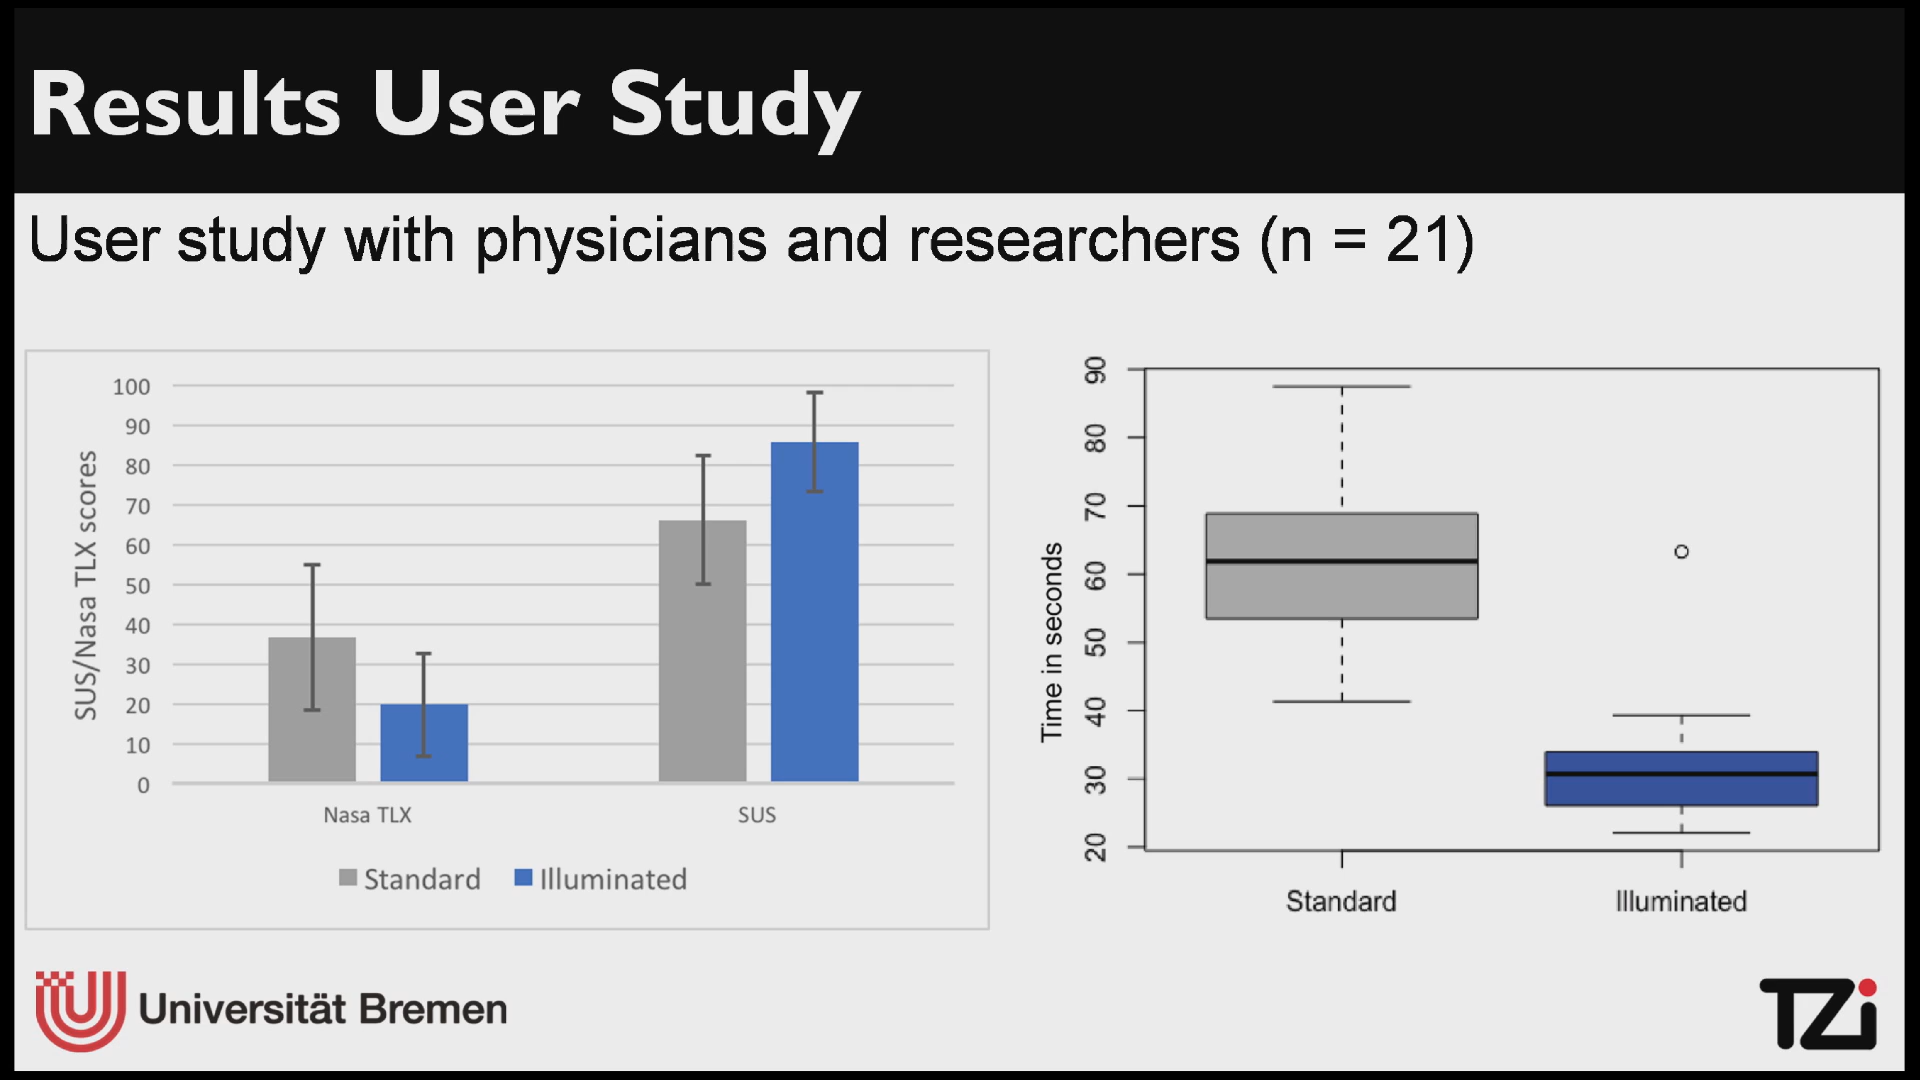 Results User Study
User study with physicians and researchers (n = 21)
SUS/Nasa TLX scores
100
90
80
70
60
50
40
30
20
10
0
Nasa TLX
SUS
Standard
Illuminated
Time in seconds
90
80
70
60
50
40
30
20
Standard
Illuminated
Universität Bremen
TZi